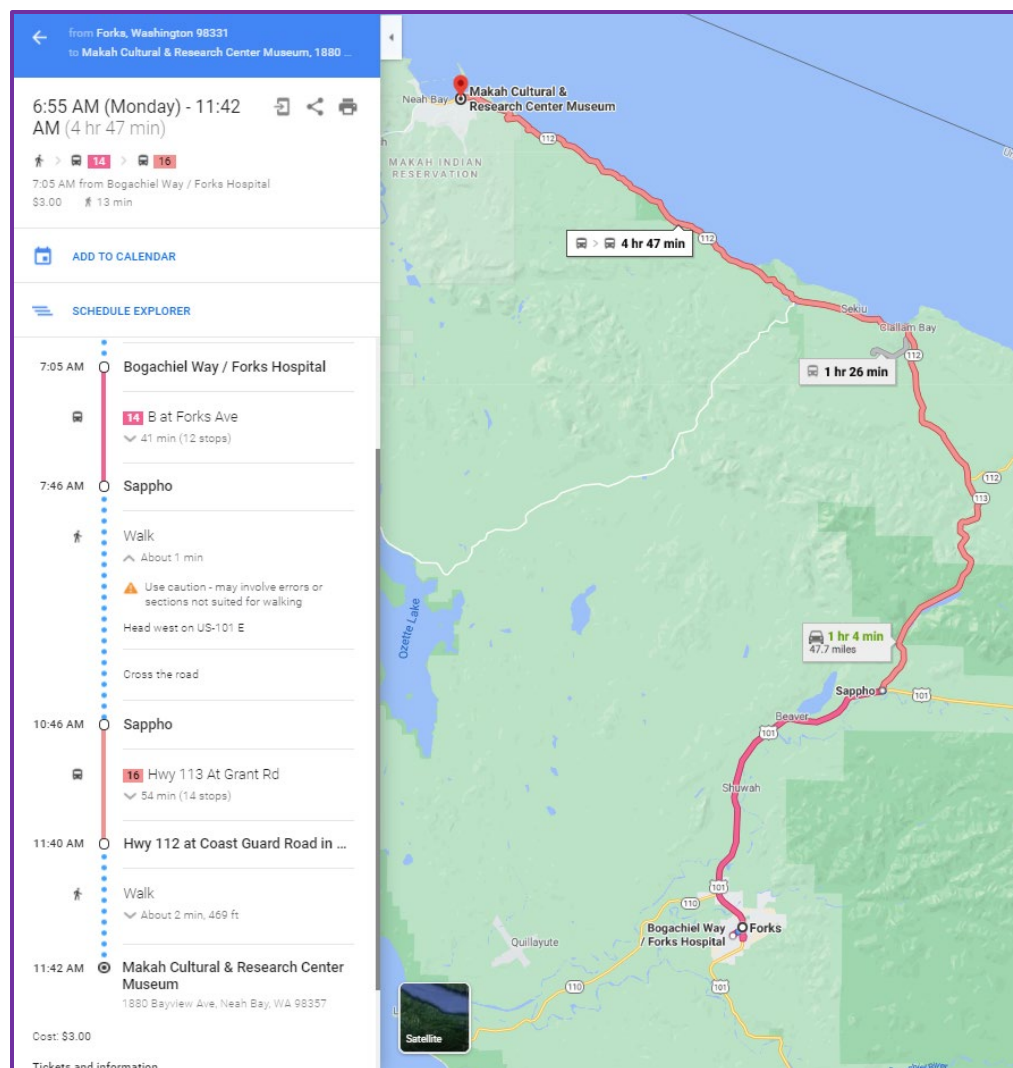 from Forks, Washington 98331
to Makah Cultural & Research Center Museum, 1880 ...
6:55 AM (Monday) - 11:42
AM (4 hr 47 min)
14
16
7:05 AM from Bogachiel Way / Forks Hospital
$3.00 13 min
ADD TO CALENDAR
SCHEDULE EXPLORER
7:05 AM Bogachiel Way / Forks Hospital
14 B at Forks Ave
41 min (12 stops)
7:46 AM Sappho
Walk
About 1 min
Use caution - may involve errors or
sections not suited for walking
Head west on US-101 E
Cross the road
10:46 AM Sappho
16 Hwy 113 At Grant Rd
54 min (14 stops)
11:40 AM Hwy 112 at Coast Guard Road in ...
Walk
About 2 min, 469 ft
11:42 AM Makah Cultural & Research Center
Museum
1880 Bayview Ave, Neah Bay, WA 98357
Cost: $3.00
Tickets and information
Neah Bay
Makah Cultural &
Research Center Museum
112
MAKAH INDIAN
RESERVATION
4 hr 47 min
112
Sekiu
Clallam Bay
112
1 hr 26 min
112
113
Ozette Lake
1 hr 4 min
47.7 miles
Sappho
101
Beaver
101
Shuwah
101
110
Bogachiel Way
/ Forks Hospital
Forks
Quillayute
110
101
Satellite